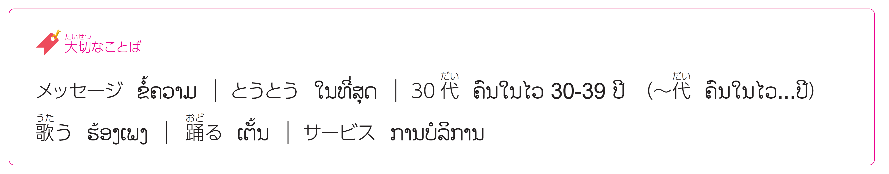 大切なことば
メッセージ ຂໍ້ຄວາມ | とうとう ໃນທີ່ສຸດ | 30代 ຄົນໃນໄວ 30-39 ປີ (～代 ຄົນໃນໄວ...ປີ)
歌う ຮ້ອງເພງ | 踊る ເຕັ້ນ | サービス ການບໍລິການ